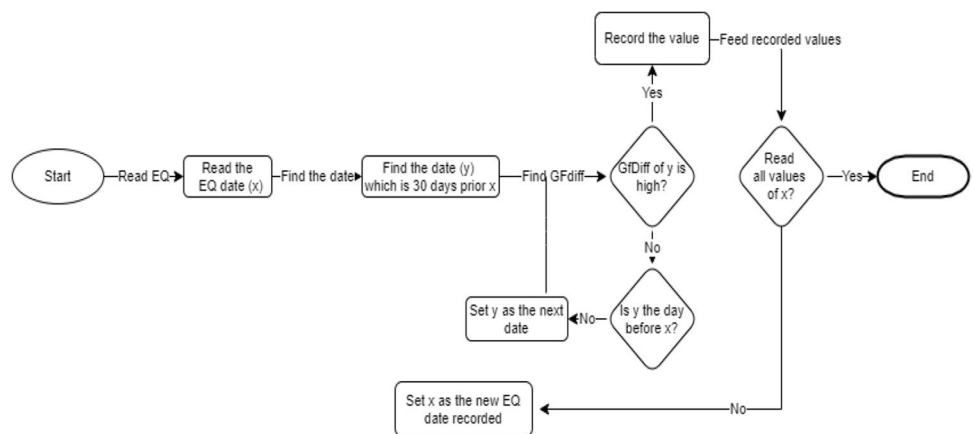 Record the value
Feed recorded values
Yes
Start
Read EQ
Read the
EQ date (x)
Find the date
Find the date (y)
which is 30 days prior x
Find GFdiff
GfDiff of y is
high?
Read
all values
of x?
Yes
End
No
Set y as the next
date
No
Is y the day
before x?
Set x as the new EQ
date recorded
No